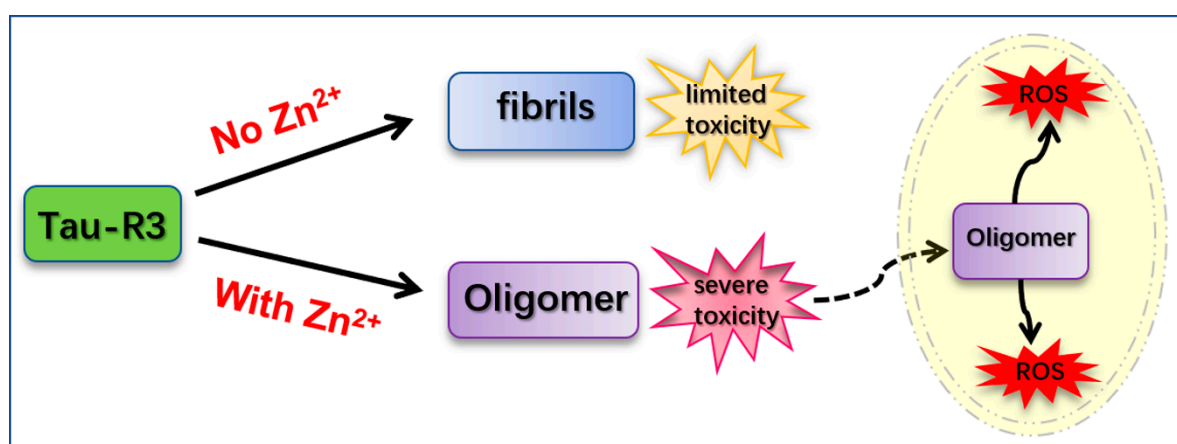 Tau-R3
No Zn²⁺
fibrils
limited
toxicity
With Zn²⁺
Oligomer
severe
toxicity
ROS
Oligomer
ROS